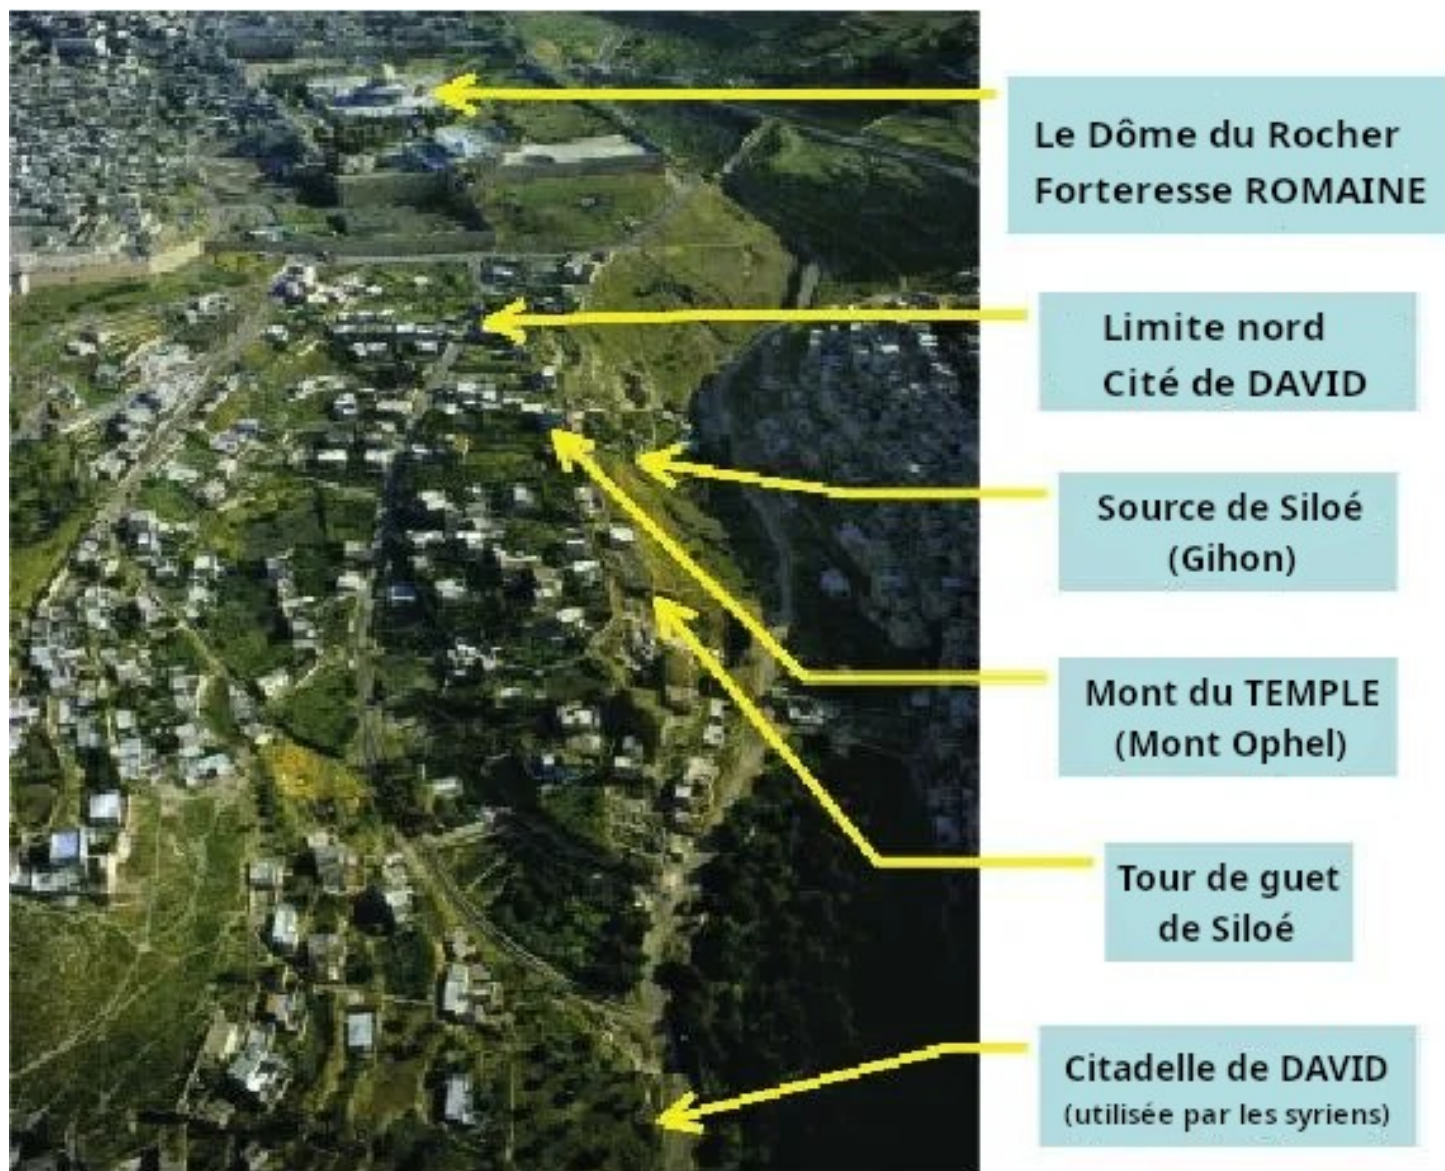 Le Dôme du Rocher
Forteresse ROMAINE
Limite nord
Cité de DAVID
Source de Siloé
(Gihon)
Mont du TEMPLE
(Mont Ophel)
Tour de guet
de Siloé
Citadelle de DAVID
(utilisée par les syriens)